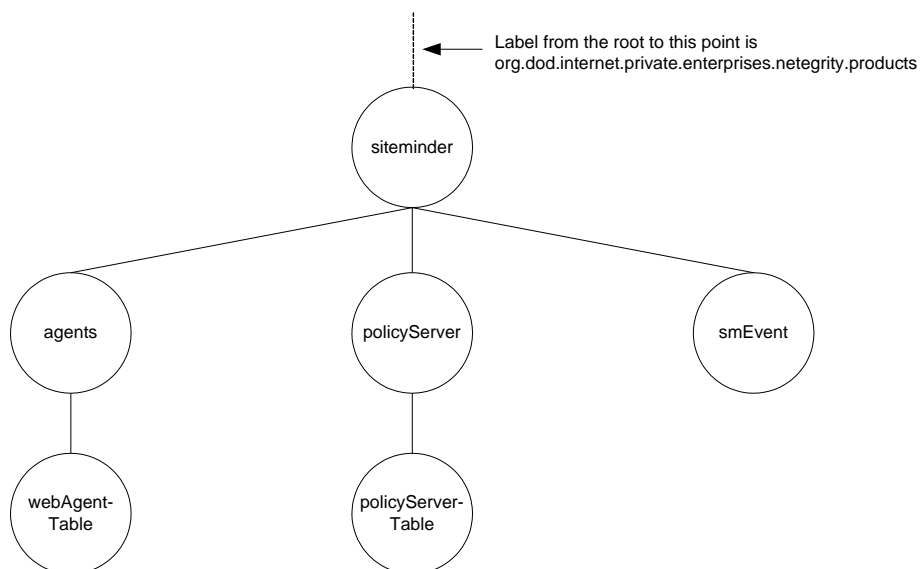 Label from the root to this point is
org.dod.internet.private.enterprises.netegrity.products
siteminder
agents
policyServer
smEvent
webAgent-
Table
policyServer-
Table